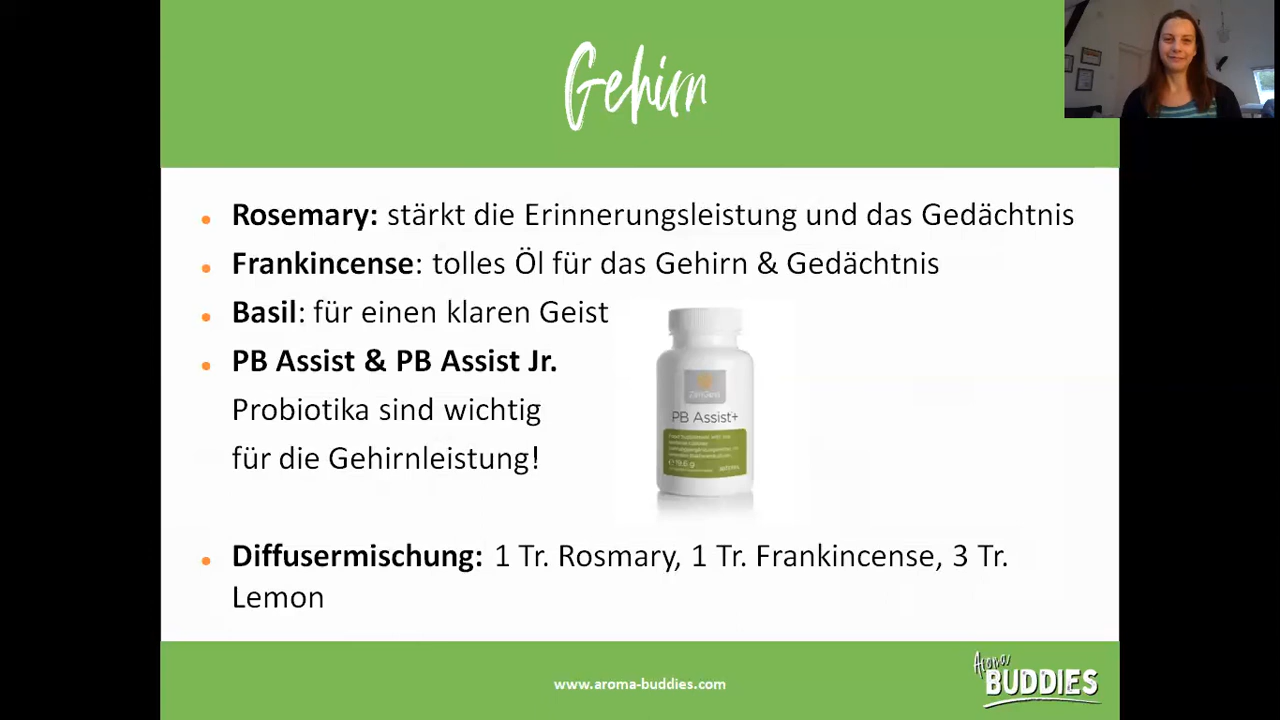 Gehirn
• Rosemary: stärkt die Erinnerungsleistung und das Gedächtnis
• Frankincense: tolles Öl für das Gehirn & Gedächtnis
• Basil: für einen klaren Geist
• PB Assist & PB Assist Jr.
Probiotika sind wichtig
für die Gehirnleistung!
PB Assist+
19.6 g
• Diffusermischung: 1 Tr. Rosmary, 1 Tr. Frankincense, 3 Tr.
Lemon
www.aroma-buddies.com
Aroma
BUDDIES